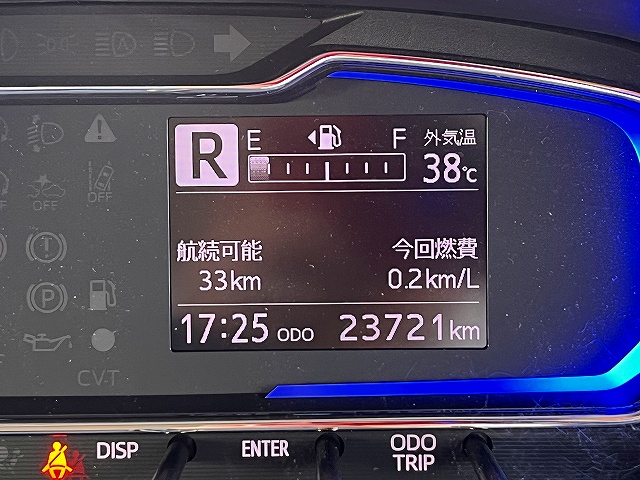 R E F 外気温
38℃
OFF OFF
航続可能 今回燃費
33km 0.2km/L
17:25 ODO 23721km
CVT
DISP ENTER ODO TRIP